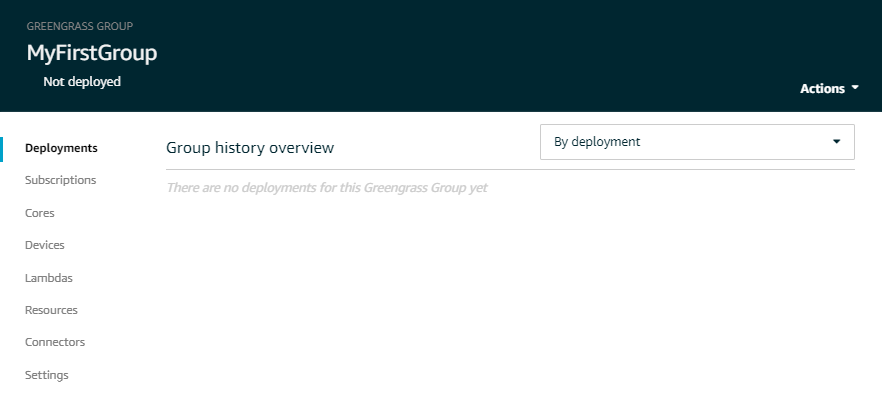 GREENGRASS GROUP
MyFirstGroup
Not deployed
Actions
Deployments
Subscriptions
Cores
Devices
Lambdas
Resources
Connectors
Settings
Group history overview
By deployment
There are no deployments for this Greengrass Group yet